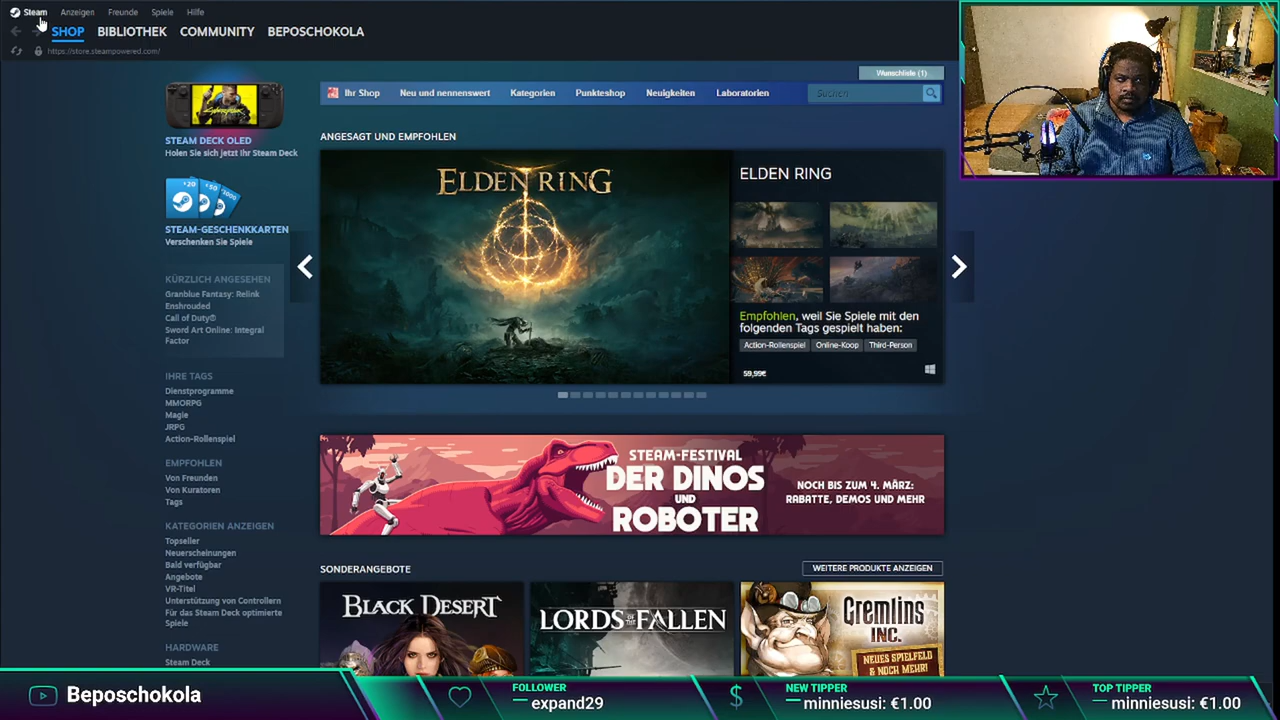 Steam Anzeigen Freunde Spiele Hilfe
SHOP BIBLIOTHEK COMMUNITY BEPOSCHOKOLA
https://store.steampowered.com/
Wunschliste (1)
Ihr Shop Neu und nennenswert Kategorien Punkteshop Neuigkeiten Laboratorien Suchen
STEAM DECK OLED
Holen Sie sich jetzt Ihr Steam Deck
STEAM-GESCHENKKARTEN
Verschenken Sie Spiele
KÜRZLICH ANGESEHEN
Granblue Fantasy: Relink
Enshrouded
Call of Duty®
Sword Art Online: Integral
Factor
IHRE TAGS
Dienstprogramme
MMORPG
Magie
JRPG
Action-Rollenspiel
EMPFOHLEN
Von Freunden
Von Kuratoren
Tags
KATEGORIEN ANZEIGEN
Topseller
Neuerscheinungen
Bald verfügbar
Angebote
VR-Titel
Unterstützung von Controllern
Für das Steam Deck optimierte
Spiele
HARDWARE
Steam Deck
ANGESAGT UND EMPFOHLEN
ELDEN RING
ELDEN RING
Empfohlen, weil Sie Spiele mit den
folgenden Tags gespielt haben:
Action-Rollenspiel Online-Koop Third-Person
59,99€
STEAM-FESTIVAL
DER DINOS
UND
ROBOTER
NOCH BIS ZUM 4. MÄRZ:
RABATTE, DEMOS UND MEHR
SONDERANGEBOTE
WEITERE PRODUKTE ANZEIGEN
BLACK DESERT
LORDS OF THE FALLEN
Gremlins
INC.
NEUES SPIELFELD
& NOCH MEHR!
Beposchokola
FOLLOWER
expand29
NEW TIPPER
minniesusi: €1.00
TOP TIPPER
minniesusi: €1.00